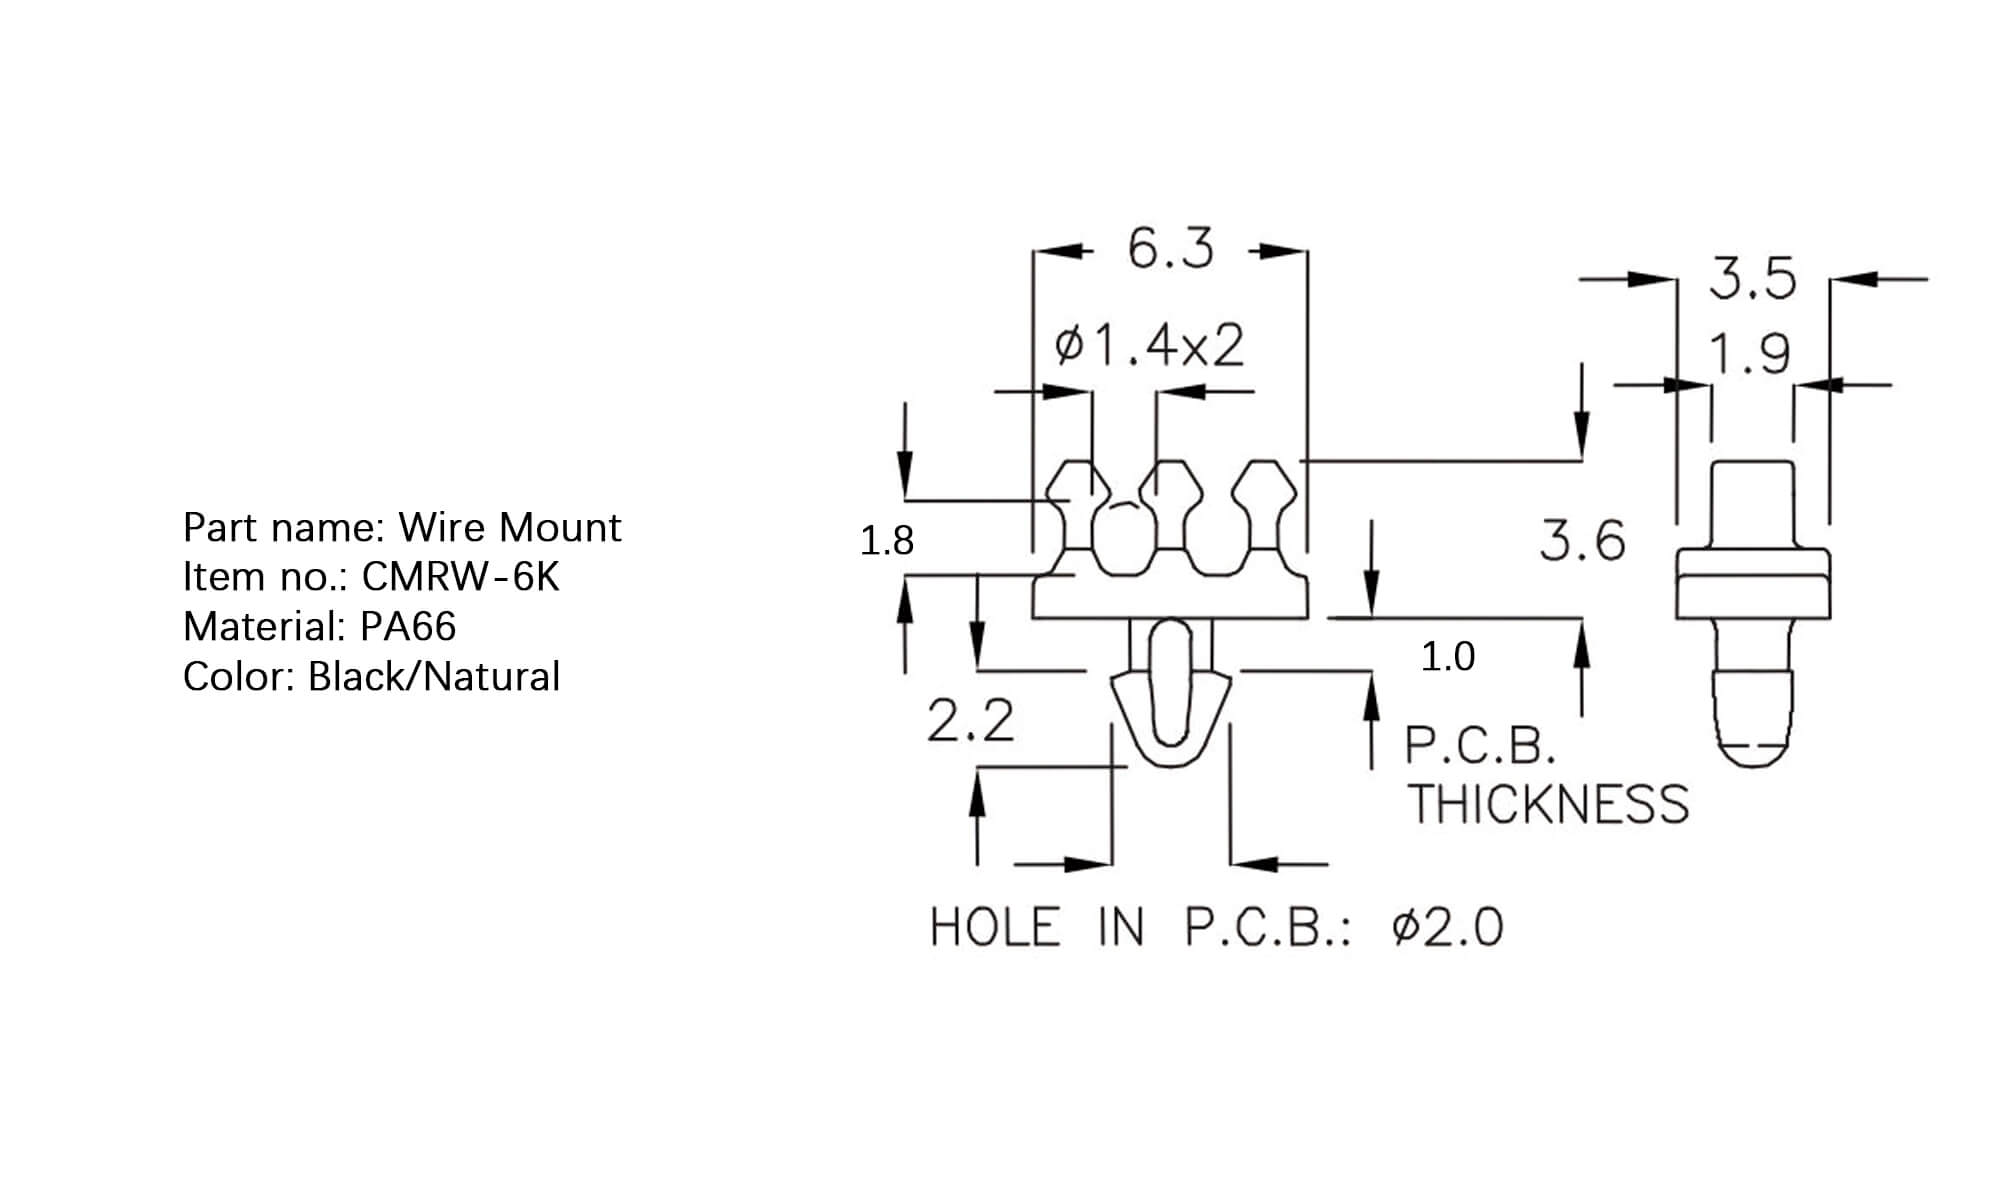 Part name: Wire Mount
Item no.: CMRW-6K
Material: PA66
Color: Black/Natural
6.3
ø1.4x2
3.5
1.9
1.8
3.6
1.0
2.2
P.C.B.
THICKNESS
HOLE IN P.C.B.: ø2.0